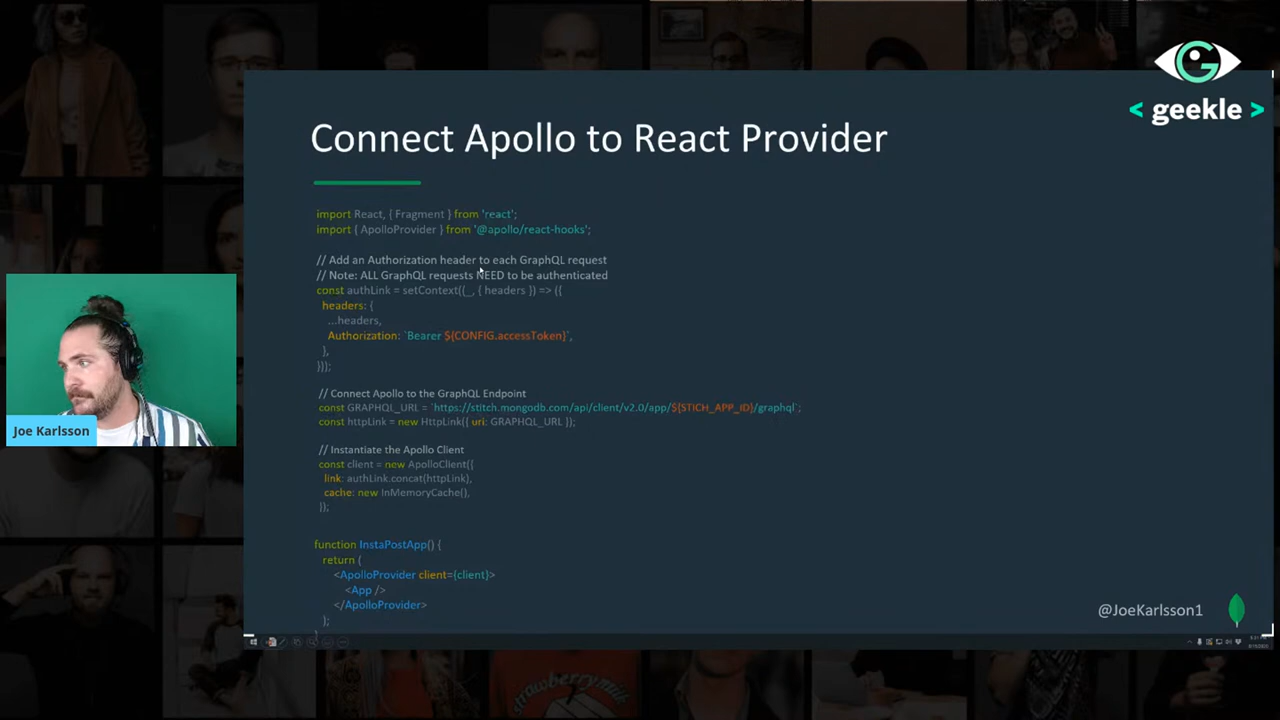 G
< geekle >
Connect Apollo to React Provider
import React, { Fragment } from 'react';
import { ApolloProvider } from '@apollo/react-hooks';
// Add an Authorization header to each GraphQL request
// Note: ALL GraphQL requests NEED to be authenticated
const authLink = setContext((_, { headers }) => ({
headers: {
...headers,
Authorization: `Bearer ${CONFIG.accessToken}`,
},
}));
// Connect Apollo to the GraphQL Endpoint
const GRAPHQL_URL = `https://stitch.mongodb.com/api/client/v2.0/app/${STICH_APP_ID}/graphql`;
const httpLink = new HttpLink({ uri: GRAPHQL_URL });
// Instantiate the Apollo Client
const client = new ApolloClient({
link: authLink.concat(httpLink),
cache: new InMemoryCache(),
});
function InstaPostApp() {
return (
<ApolloProvider client={client}>
<App />
</ApolloProvider>
);
}
Joe Karlsson
@JoeKarlsson1